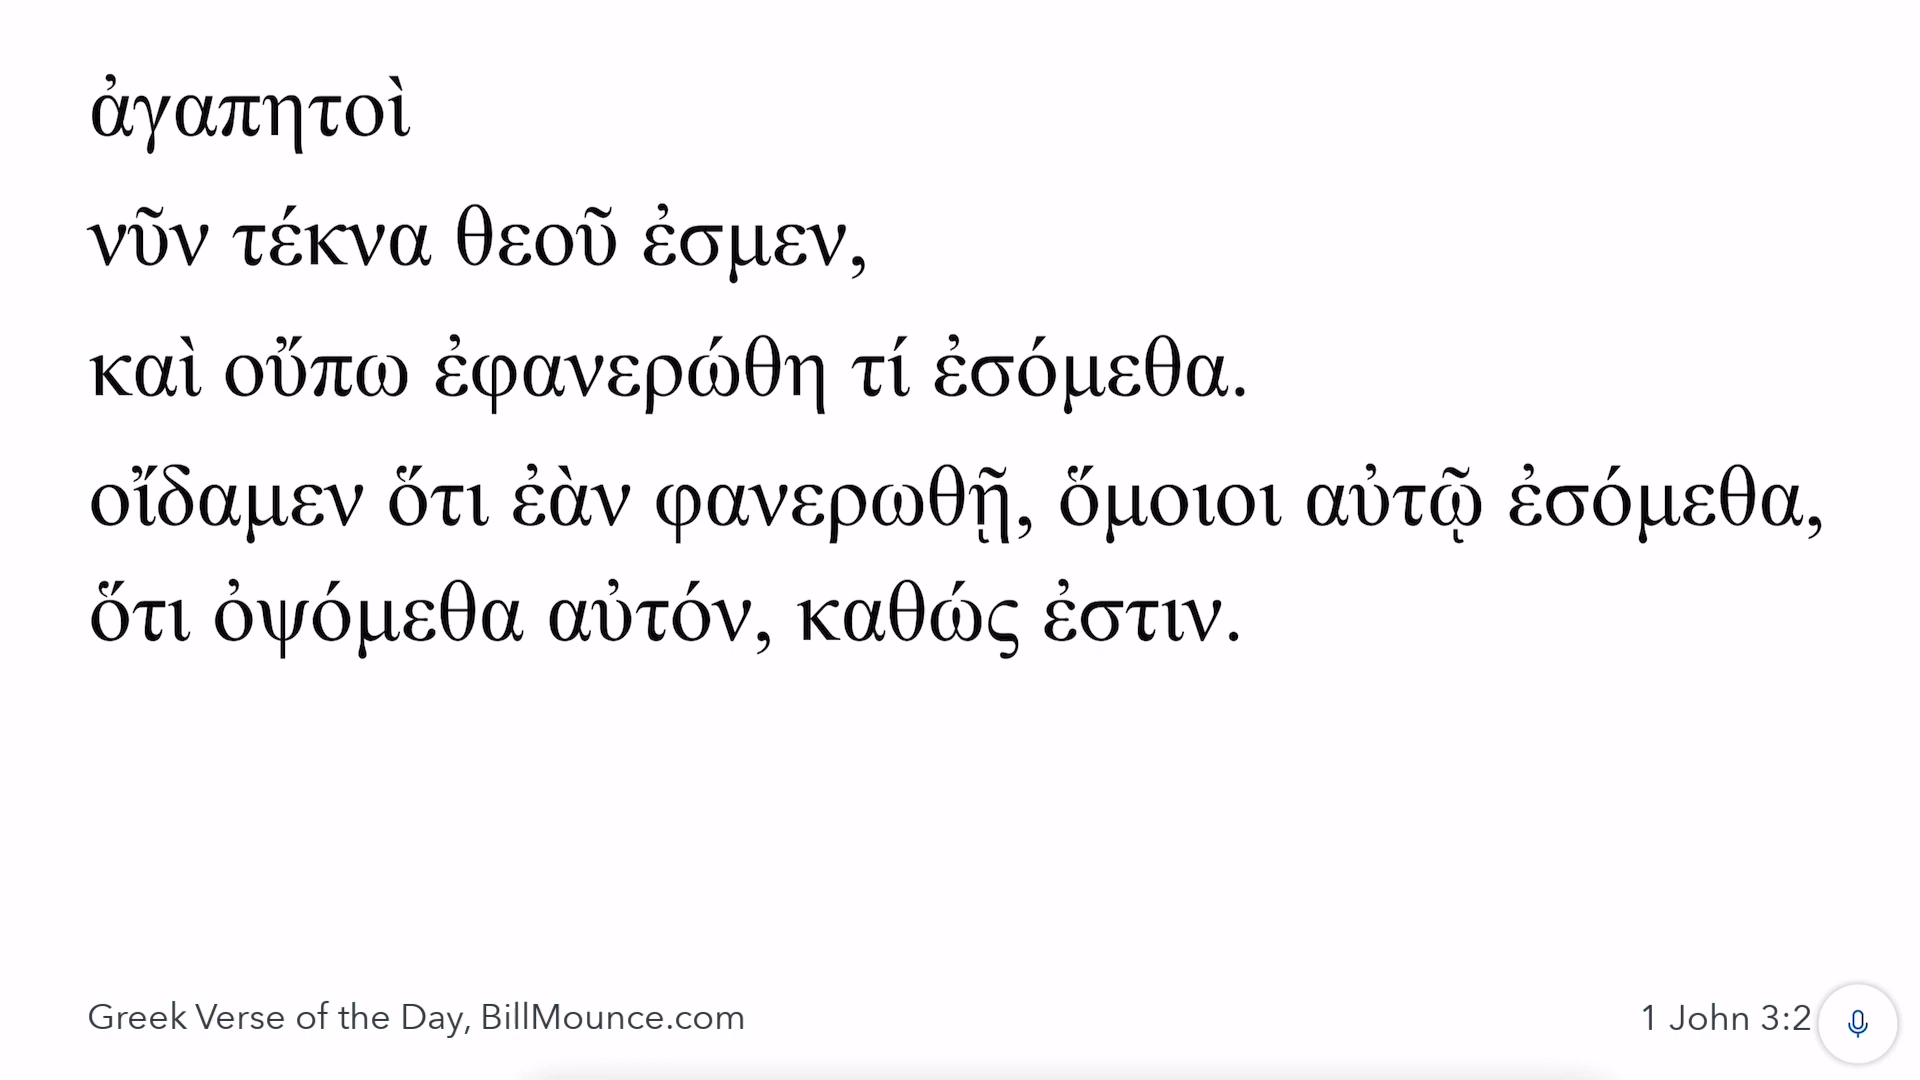 ἀγαπητοὶ
νῦν τέκνα θεοῦ ἐσμεν,
καὶ οὔπω ἐφανερώθη τί ἐσόμεθα.
οἴδαμεν ὅτι ἐὰν φανερωθῇ, ὅμοιοι αὐτῷ ἐσόμεθα,
ὅτι ὀψόμεθα αὐτόν, καθώς ἐστιν.
Greek Verse of the Day, BillMounce.com
1 John 3:2